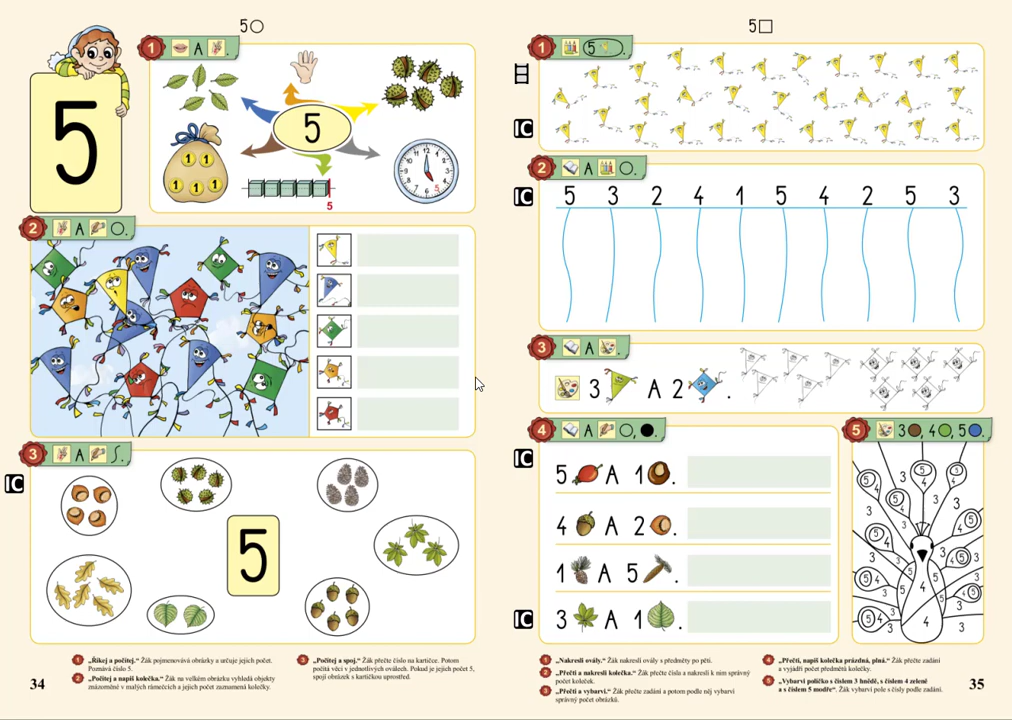 5○
1 A .
5
5
1 1
1 1 1
5
2 A ○.
3 A .
5
1 „Říkej a počítej.“ Žák pojmenovává obrázky a určuje jejich počet.
Poznává číslo 5.
2 „Počítej a napiš kolečka.“ Žák na velkém obrázku vyhledá objekty
znázorněné v malých rámečcích a jejich počet zaznamená kolečky.
3 „Počítej a spoj.“ Žák přečte číslo na kartičce. Potom
počítá věci v jednotlivých oválech. Pokud je jejich počet 5,
spojí obrázek s kartičkou uprostřed.
34
5□
1 5
2 A ○.
5 3 2 4 1 5 4 2 5 3
3 A .
3 A 2 .
4 A ○, ●.
5 A 1 .
4 A 2 .
1 A 5 .
3 A 1 .
5 3 , 4 , 5 .
1 „Nakresli ovály.“ Žák nakreslí ovály s předměty po pěti.
2 „Přečti a nakresli kolečka.“ Žák přečte čísla a nakreslí k nim správný
počet koleček.
3 „Přečti a vybarvi.“ Žák přečte zadání a potom podle něj vybarví
správný počet obrázků.
4 „Přečti, napiš kolečka prázdná, plná.“ Žák přečte zadání
a vyjádří počet předmětů kolečky.
5 „Vybarvi políčko s číslem 3 hnědě, s číslem 4 zeleně
a s číslem 5 modře“. Žák vybarví pole s čísly podle zadání.
35